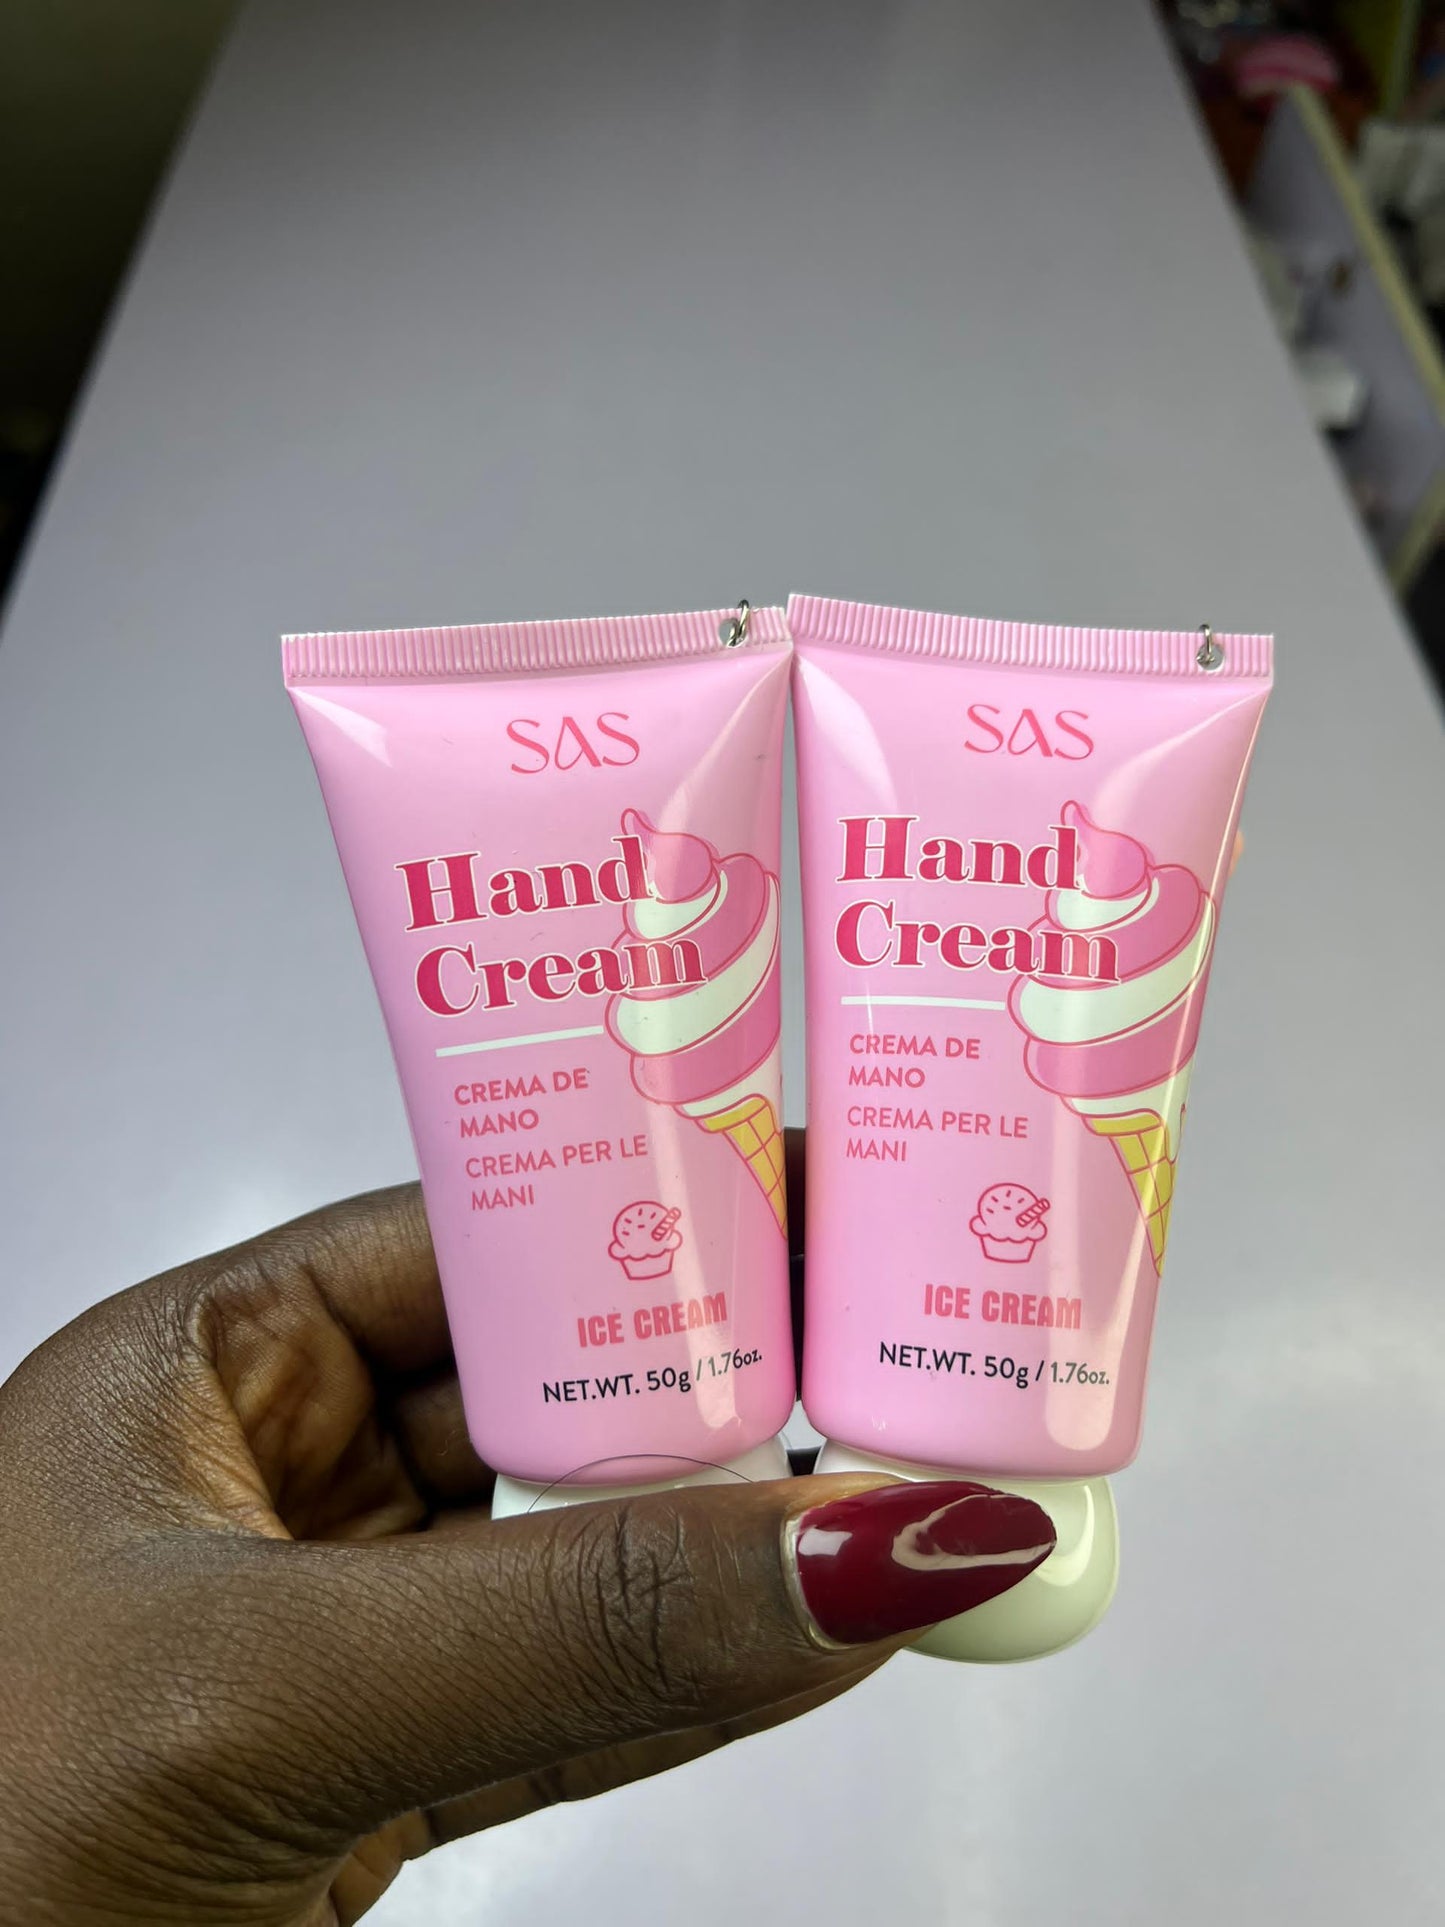 SAS
Hand
Cream
CREMA DE
MANO
CREMA PER LE
MANI
ICE CREAM
NET.WT. 50g / 1.76oz.
SAS
Hand
Cream
CREMA DE
MANO
CREMA PER LE
MANI
ICE CREAM
NET.WT. 50g / 1.76oz.